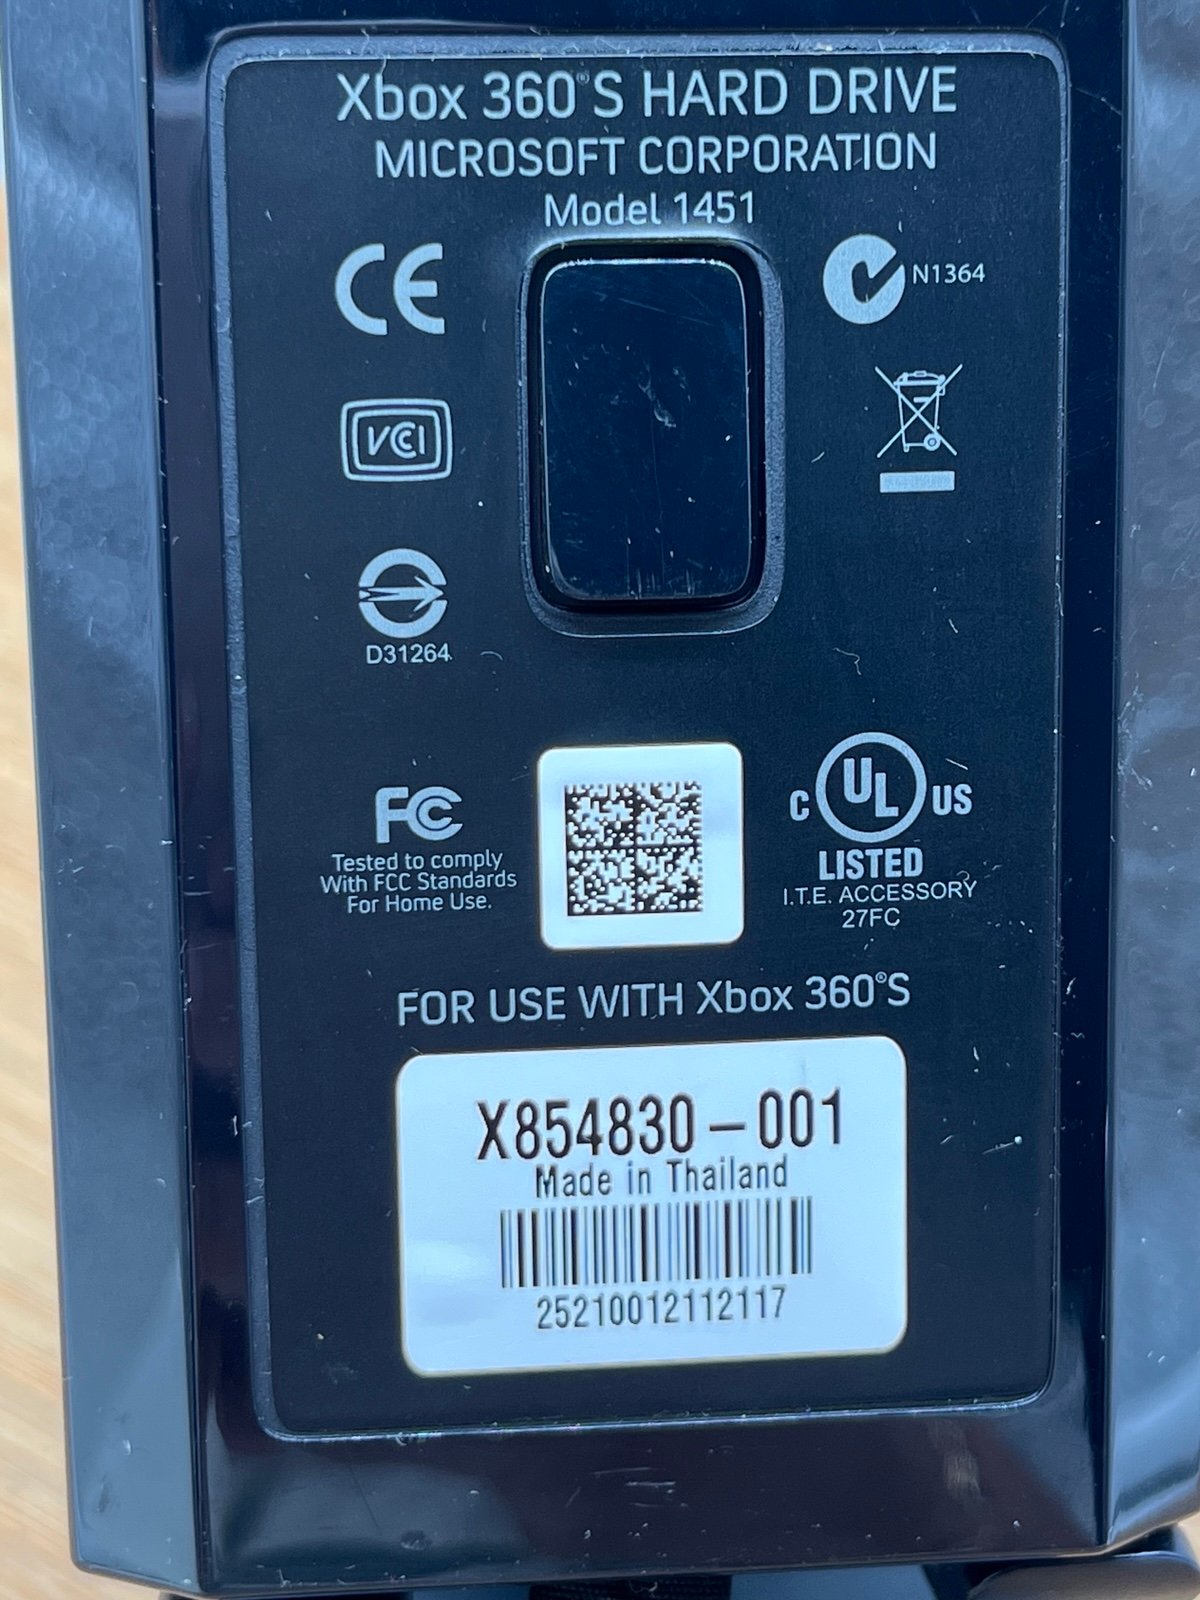 Xbox 360® S HARD DRIVE
MICROSOFT CORPORATION
Model 1451
CE
N1364
VCCI
D31264
FC
Tested to comply
With FCC Standards
For Home Use.
C UL US
LISTED
I.T.E. ACCESSORY
27FC
FOR USE WITH Xbox 360® S
X854830-001
Made in Thailand
25210012112117